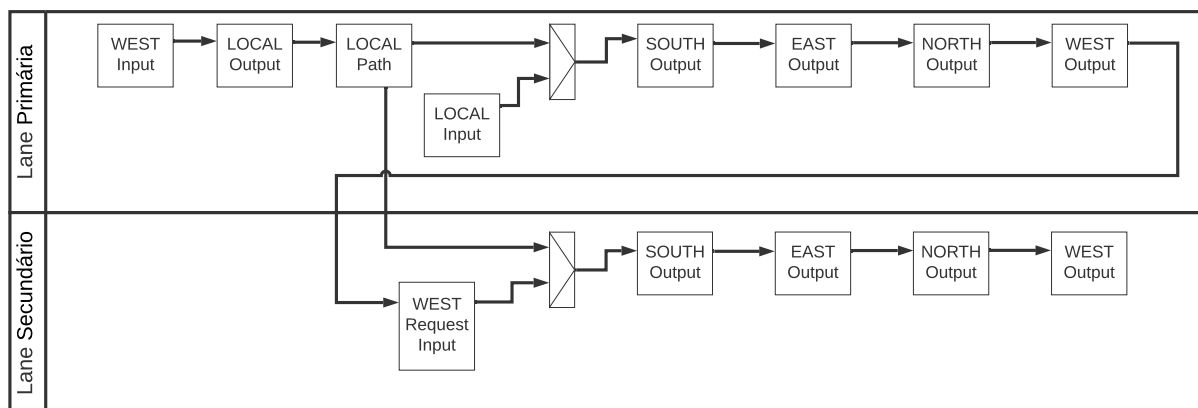 Lane Primária
WEST
Input
LOCAL
Output
LOCAL
Path
LOCAL
Input
SOUTH
Output
EAST
Output
NORTH
Output
WEST
Output
Lane Secundário
WEST
Request
Input
SOUTH
Output
EAST
Output
NORTH
Output
WEST
Output